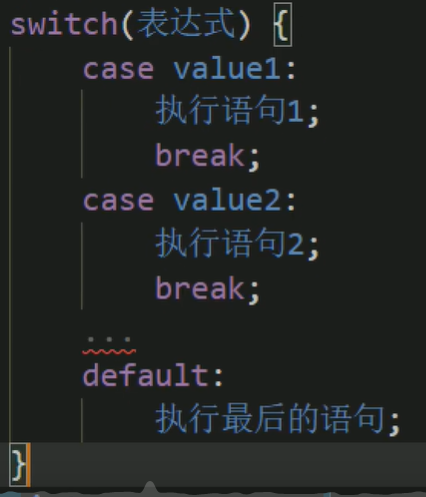 switch(表达式) {
case value1:
执行语句1;
break;
case value2:
执行语句2;
break;
...
default:
执行最后的语句;
}